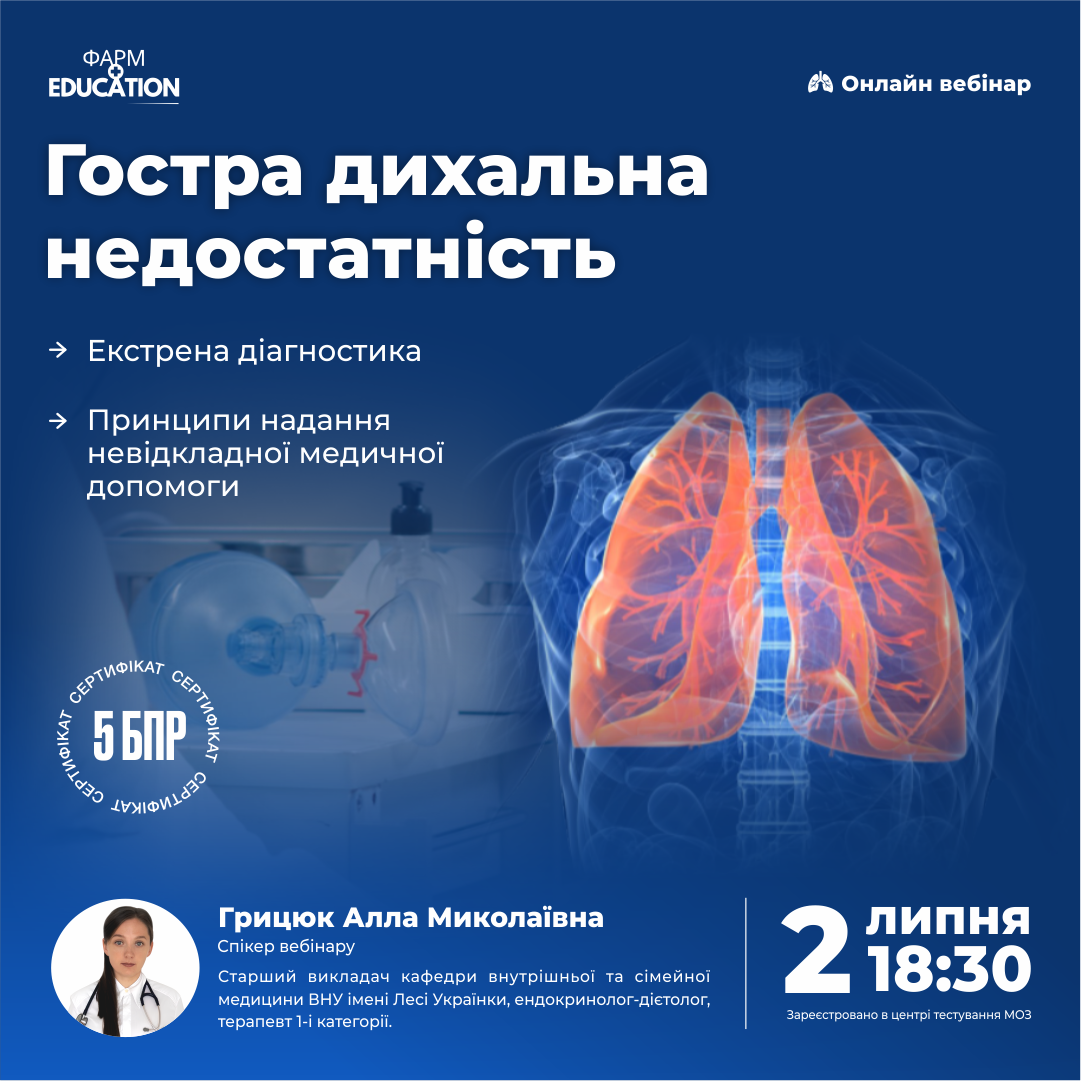 ФАРМ
EDUCATION
Онлайн вебінар
Гостра дихальна
недостатність
→ Екстрена діагностика
→ Принципи надання
невідкладної медичної
допомоги
СЕРТИФІКАТ СЕРТИФІКАТ СЕРТИФІКАТ СЕРТИФІКАТ
5 БПР
Грицюк Алла Миколаївна
Спікер вебінару
Старший викладач кафедри внутрішньої та сімейної
медицини ВНУ імені Лесі Українки, ендокринолог-дієтолог,
терапевт 1-і категорії.
2 липня
18:30
Зареєстровано в центрі тестування МОЗ